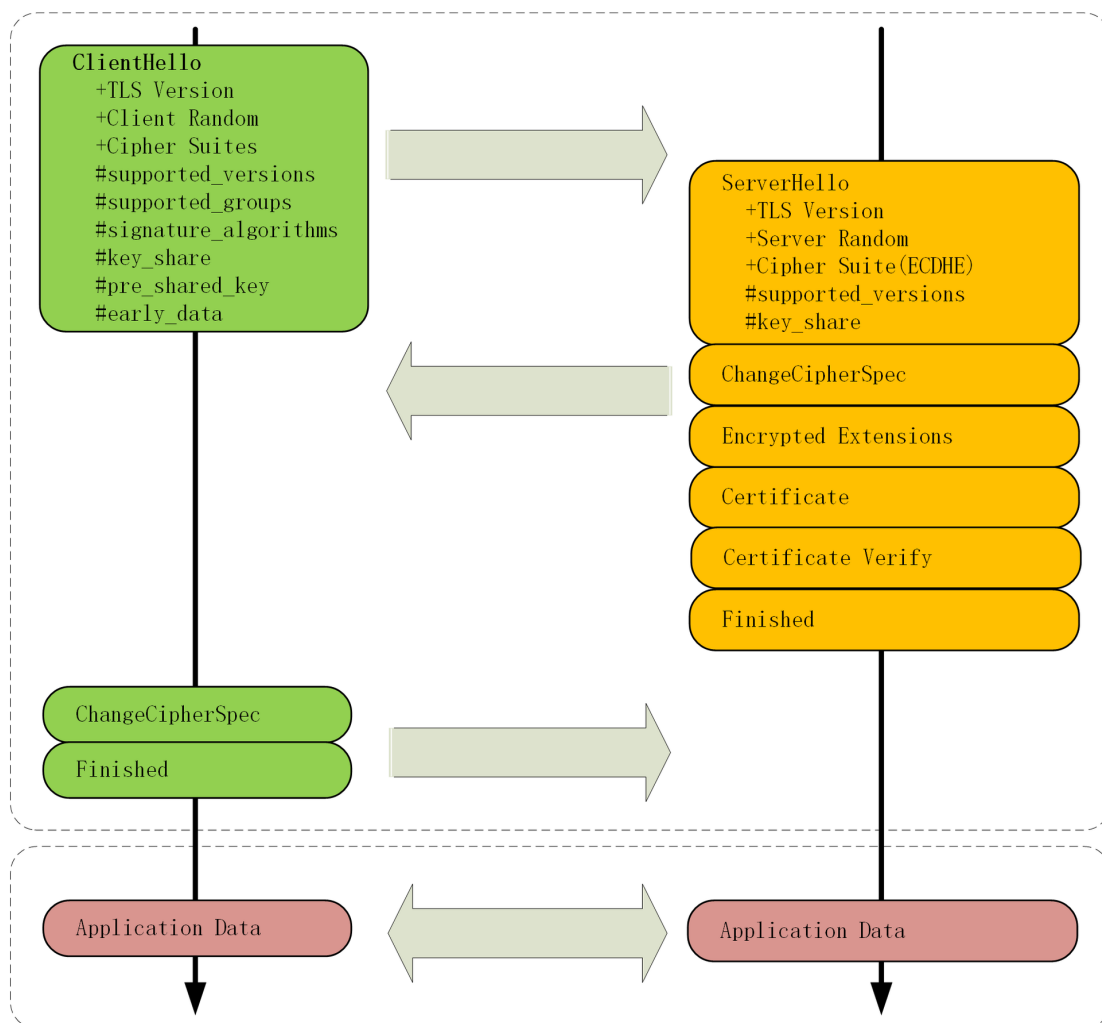 ClientHello
+TLS Version
+Client Random
+Cipher Suites
#supported_versions
#supported_groups
#signature_algorithms
#key_share
#pre_shared_key
#early_data
ServerHello
+TLS Version
+Server Random
+Cipher Suite(ECDHE)
#supported_versions
#key_share
ChangeCipherSpec
Encrypted Extensions
Certificate
Certificate Verify
Finished
ChangeCipherSpec
Finished
Application Data
Application Data